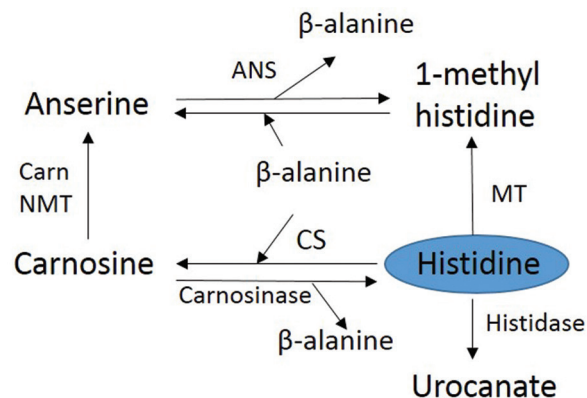 β-alanine
ANS
1-methyl
histidine
Anserine
Carn
NMT
β-alanine
MT
CS
Carnosine
Histidine
Carnosinase
β-alanine
Histidase
Urocanate